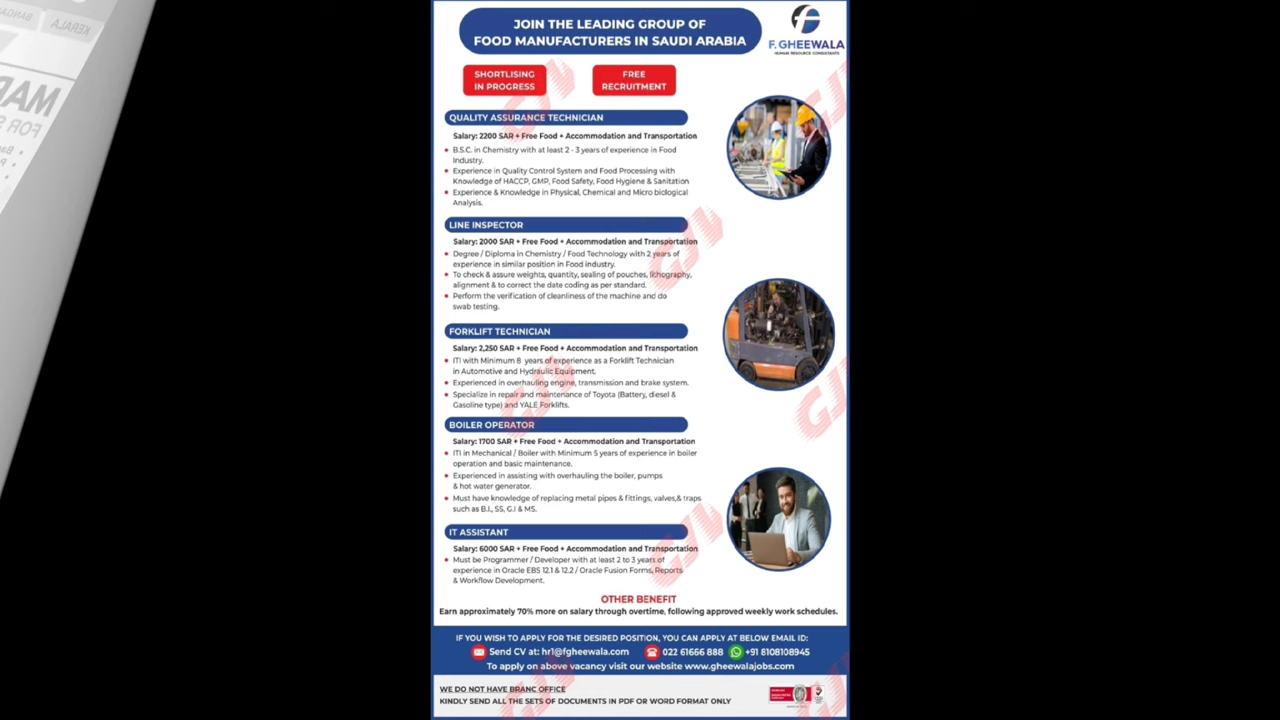 JOIN THE LEADING GROUP OF
FOOD MANUFACTURERS IN SAUDI ARABIA
F.GHEEWALA
HUMAN RESOURCE CONSULTANTS
SHORTLISING
IN PROGRESS
FREE
RECRUITMENT
QUALITY ASSURANCE TECHNICIAN
Salary: 2200 SAR + Free Food + Accommodation and Transportation
B.S.C. in Chemistry with at least 2 - 3 years of experience in Food
Industry.
Experience in Quality Control System and Food Processing with
Knowledge of HACCP, GMP, Food Safety, Food Hygiene & Sanitation
Experience & Knowledge in Physical, Chemical and Micro biological
Analysis.
LINE INSPECTOR
Salary: 2000 SAR + Free Food + Accommodation and Transportation
Degree / Diploma in Chemistry / Food Technology with 2 years of
experience in similar position in Food industry.
To check & assure weights, quantity, sealing of pouches, lithography,
alignment & to correct the date coding as per standard.
Perform the verification of cleanliness of the machine and do
swab testing.
FORKLIFT TECHNICIAN
Salary: 2,250 SAR + Free Food + Accommodation and Transportation
ITI with Minimum 8 years of experience as a Forklift Technician
in Automotive and Hydraulic Equipment.
Experienced in overhauling engine, transmission and brake system.
Specialize in repair and maintenance of Toyota (Battery, diesel &
Gasoline type) and YALE Forklifts.
BOILER OPERATOR
Salary: 1700 SAR + Free Food + Accommodation and Transportation
ITI in Mechanical / Boiler with Minimum 5 years of experience in boiler
operation and basic maintenance.
Experienced in assisting with overhauling the boiler, pumps
& hot water generator.
Must have knowledge of replacing metal pipes & fittings, valves,& traps
such as B.I., SS, G.I & MS.
IT ASSISTANT
Salary: 6000 SAR + Free Food + Accommodation and Transportation
Must be Programmer / Developer with at least 2 to 3 years of
experience in Oracle EBS 12.1 & 12.2 / Oracle Fusion Forms, Reports
& Workflow Development.
OTHER BENEFIT
Earn approximately 70% more on salary through overtime, following approved weekly work schedules.
IF YOU WISH TO APPLY FOR THE DESIRED POSITION, YOU CAN APPLY AT BELOW EMAIL ID:
Send CV at: hr1@fgheewala.com 022 61666 888 +91 8108108945
To apply on above vacancy visit our website www.gheewalajobs.com
WE DO NOT HAVE BRANC OFFICE
KINDLY SEND ALL THE SETS OF DOCUMENTS IN PDF OR WORD FORMAT ONLY